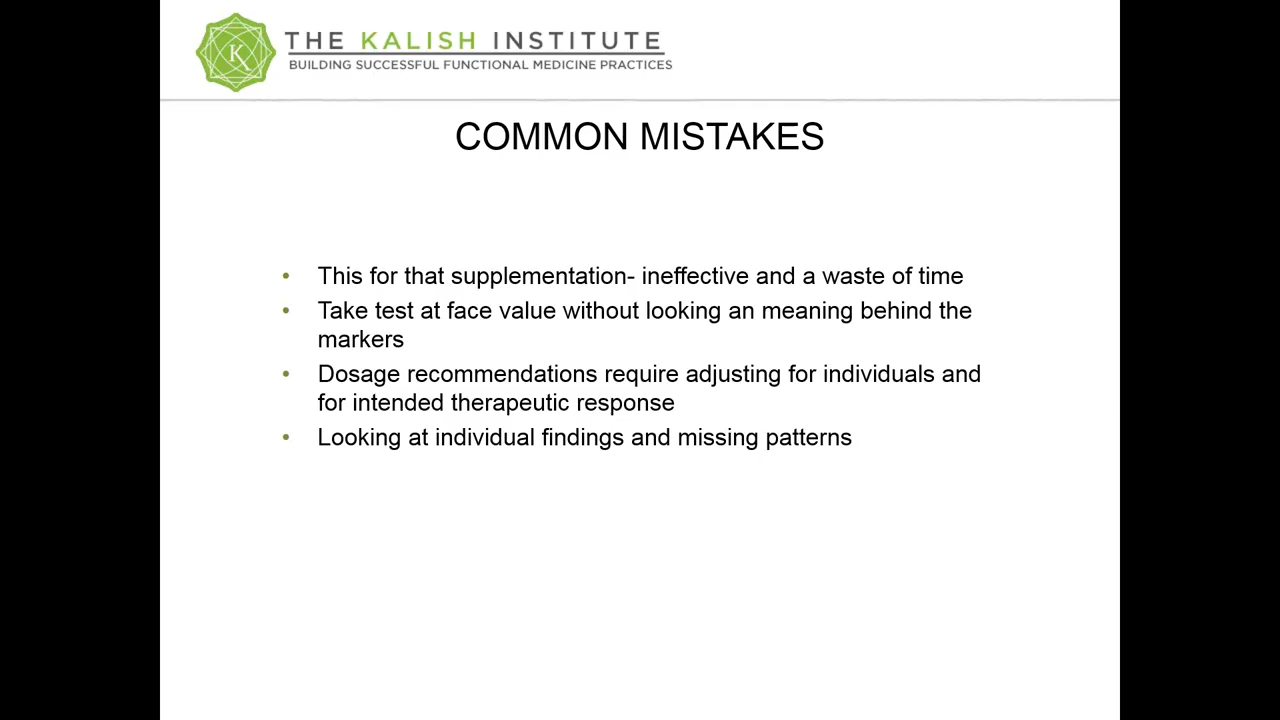 K
THE KALISH INSTITUTE
BUILDING SUCCESSFUL FUNCTIONAL MEDICINE PRACTICES
COMMON MISTAKES
• This for that supplementation- ineffective and a waste of time
• Take test at face value without looking an meaning behind the
markers
• Dosage recommendations require adjusting for individuals and
for intended therapeutic response
• Looking at individual findings and missing patterns